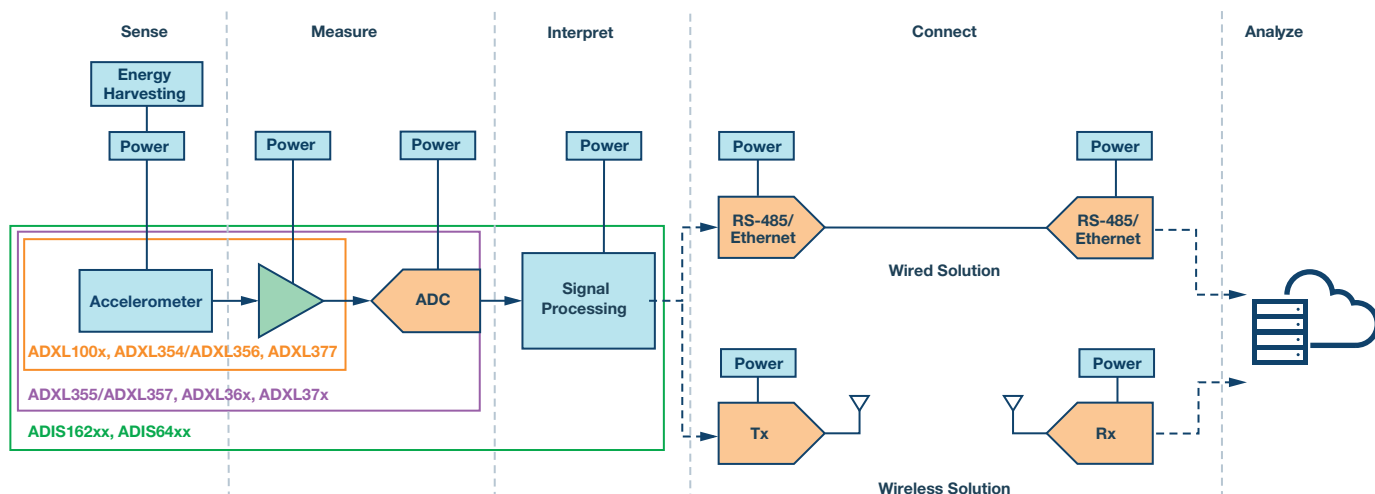 Sense
Measure
Interpret
Connect
Analyze
Energy
Harvesting
Power
Power
Power
Power
Power
Power
RS-485/
Ethernet
RS-485/
Ethernet
Wired Solution
Accelerometer
ADC
Signal
Processing
ADXL100x, ADXL354/ADXL356, ADXL377
ADXL355/ADXL357, ADXL36x, ADXL37x
ADIS162xx, ADIS64xx
Power
Power
Tx
Rx
Wireless Solution